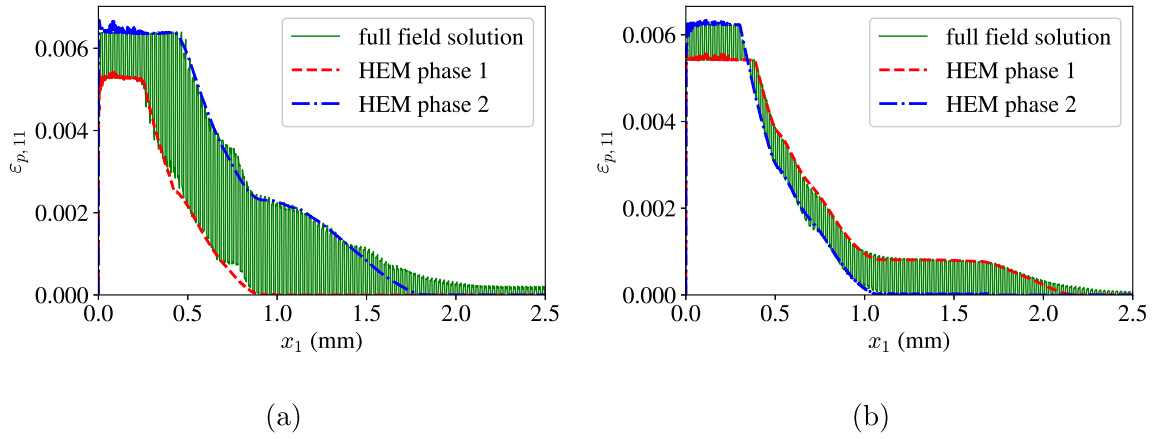 0.006
0.004
0.002
0.000
ε_{p,11}
full field solution
HEM phase 1
HEM phase 2
0.0 0.5 1.0 1.5 2.0 2.5
x_1 (mm)
(a)
0.006
0.004
0.002
0.000
ε_{p,11}
full field solution
HEM phase 1
HEM phase 2
0.0 0.5 1.0 1.5 2.0 2.5
x_1 (mm)
(b)